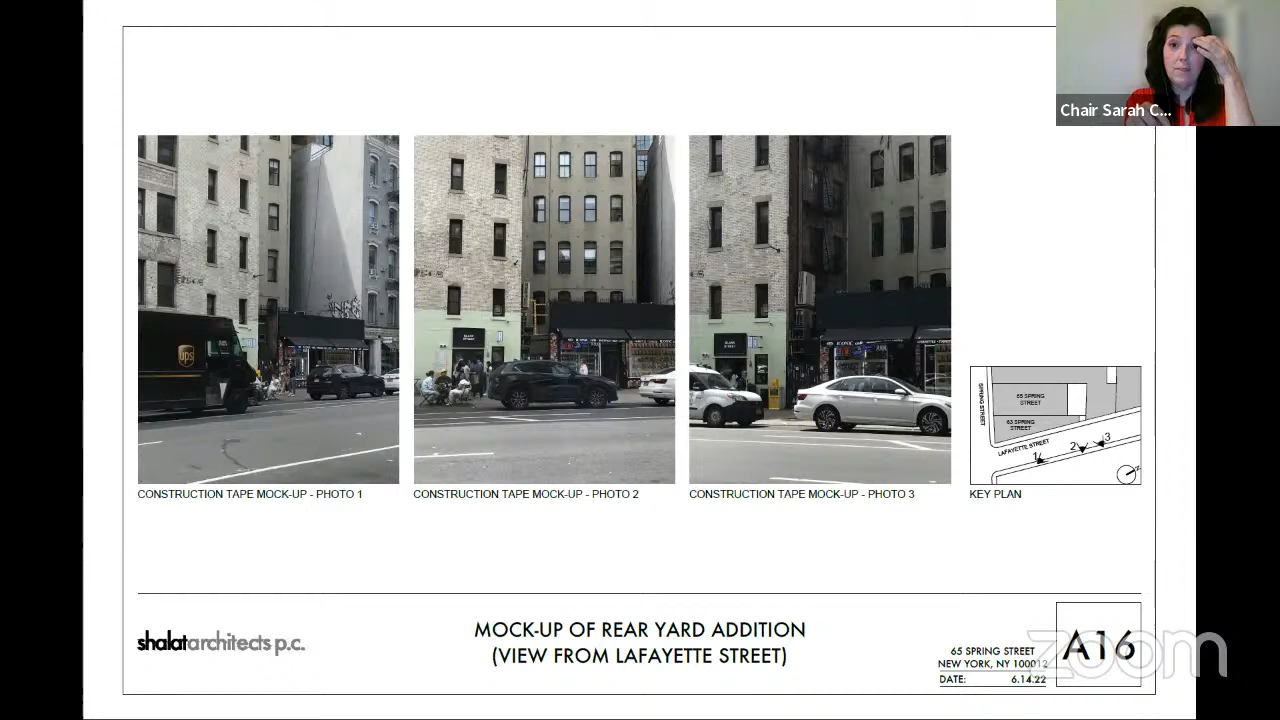 Chair Sarah C...
ups
CONSTRUCTION TAPE MOCK-UP - PHOTO 1
CONSTRUCTION TAPE MOCK-UP - PHOTO 2
CONSTRUCTION TAPE MOCK-UP - PHOTO 3
SPRING STREET
65 SPRING
STREET
63 SPRING
STREET
LAFAYETTE STREET
1
2
3
KEY PLAN
shalatarchitects p.c.
MOCK-UP OF REAR YARD ADDITION
(VIEW FROM LAFAYETTE STREET)
65 SPRING STREET
NEW YORK, NY 100012
DATE: 6.14.22
A16
zoom